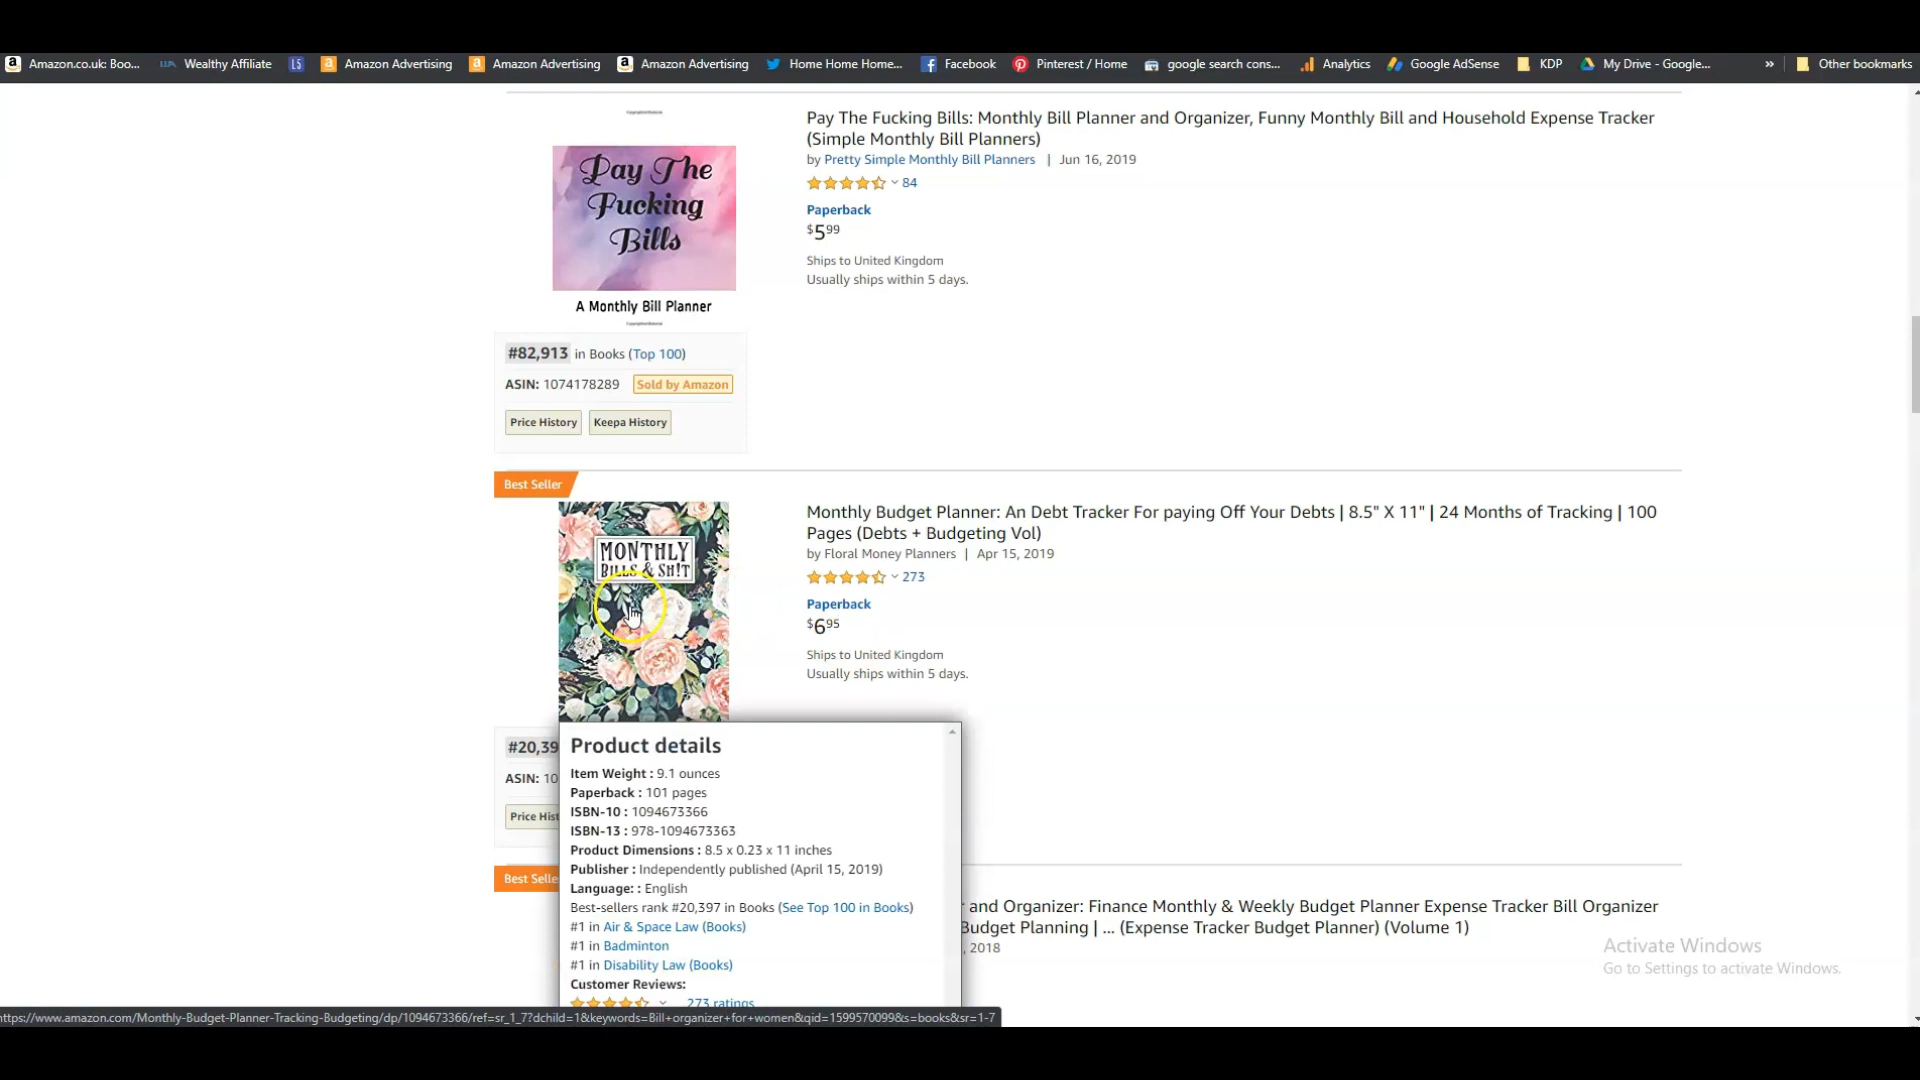 Amazon.co.uk: Boo... Wealthy Affiliate LS Amazon Advertising Amazon Advertising Amazon Advertising Home Home Home... Facebook Pinterest / Home google search cons... Analytics Google AdSense KDP My Drive - Google... » Other bookmarks
Pay The Fucking Bills: Monthly Bill Planner and Organizer, Funny Monthly Bill and Household Expense Tracker
(Simple Monthly Bill Planners)
by Pretty Simple Monthly Bill Planners | Jun 16, 2019
84
Paperback
$599
Ships to United Kingdom
Usually ships within 5 days.
Pay The
Fucking
Bills
A Monthly Bill Planner
#82,913 in Books (Top 100)
ASIN: 1074178289 Sold by Amazon
Price History Keepa History
Best Seller
Monthly Budget Planner: An Debt Tracker For paying Off Your Debts | 8.5" X 11" | 24 Months of Tracking | 100
Pages (Debts + Budgeting Vol)
by Floral Money Planners | Apr 15, 2019
273
Paperback
$695
Ships to United Kingdom
Usually ships within 5 days.
MONTHLY
BILLS & SH!T
#20,39
ASIN: 10
Price Hist
Product details
Item Weight : 9.1 ounces
Paperback : 101 pages
ISBN-10 : 1094673366
ISBN-13 : 978-1094673363
Product Dimensions : 8.5 x 0.23 x 11 inches
Publisher : Independently published (April 15, 2019)
Language: : English
Best-sellers rank #20,397 in Books (See Top 100 in Books)
#1 in Air & Space Law (Books)
#1 in Badminton
#1 in Disability Law (Books)
Customer Reviews:
273 ratings
Best Selle
r and Organizer: Finance Monthly & Weekly Budget Planner Expense Tracker Bill Organizer
Budget Planning | ... (Expense Tracker Budget Planner) (Volume 1)
, 2018
Activate Windows
Go to Settings to activate Windows.
https://www.amazon.com/Monthly-Budget-Planner-Tracking-Budgeting/dp/1094673366/ref=sr_1_7?dchild=1&keywords=Bill+organizer+for+women&qid=1599570099&s=books&sr=1-7